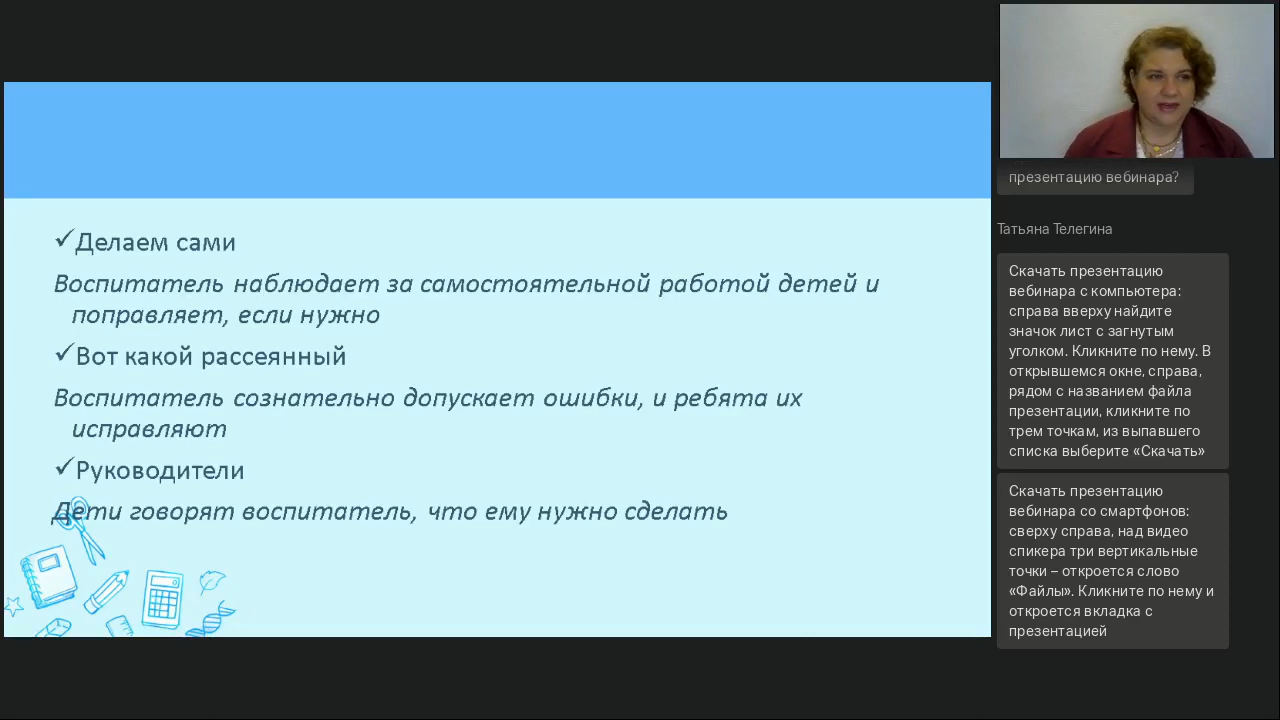 ✓Делаем сами
Воспитатель наблюдает за самостоятельной работой детей и
поправляет, если нужно
✓Вот какой рассеянный
Воспитатель сознательно допускает ошибки, и ребята их
исправляют
✓Руководители
Дети говорят воспитатель, что ему нужно сделать
презентацию вебинара?
Татьяна Телегина
Скачать презентацию
вебинара с компьютера:
справа вверху найдите
значок лист с загнутым
уголком. Кликните по нему. В
открывшемся окне, справа,
рядом с названием файла
презентации, кликните по
трем точкам, из выпавшего
списка выберите «Скачать»
Скачать презентацию
вебинара со смартфонов:
сверху справа, над видео
спикера три вертикальные
точки – откроется слово
«Файлы». Кликните по нему и
откроется вкладка с
презентацией